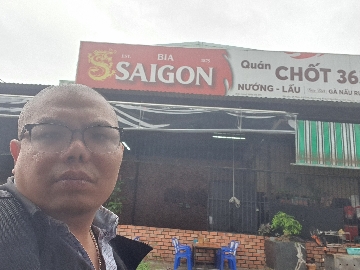 BIA
SAIGON
Quán
CHỐT 36
NƯỚNG - LẨU